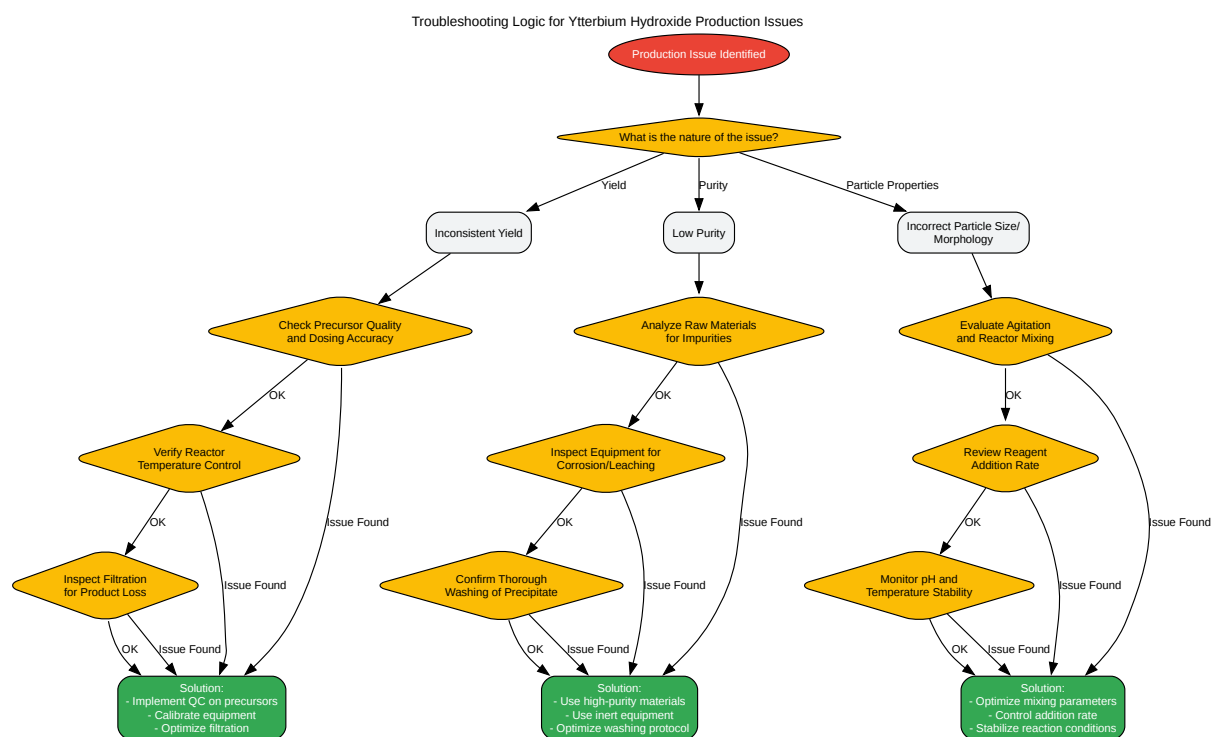 Troubleshooting Logic for Ytterbium Hydroxide Production Issues
Production Issue Identified
What is the nature of the issue?
Yield
Purity
Particle Properties
Inconsistent Yield
Low Purity
Incorrect Particle Size/
Morphology
Check Precursor Quality
and Dosing Accuracy
Analyze Raw Materials
for Impurities
Evaluate Agitation
and Reactor Mixing
OK
OK
OK
Verify Reactor
Temperature Control
Inspect Equipment for
Corrosion/Leaching
Review Reagent
Addition Rate
OK
Issue Found
OK
Issue Found
OK
Issue Found
Inspect Filtration
for Product Loss
Issue Found
Confirm Thorough
Washing of Precipitate
Issue Found
Monitor pH and
Temperature Stability
Issue Found
OK
Issue Found
OK
Issue Found
OK
Issue Found
Solution:
- Implement QC on precursors
- Calibrate equipment
- Optimize filtration
Solution:
- Use high-purity materials
- Use inert equipment
- Optimize washing protocol
Solution:
- Optimize mixing parameters
- Control addition rate
- Stabilize reaction conditions